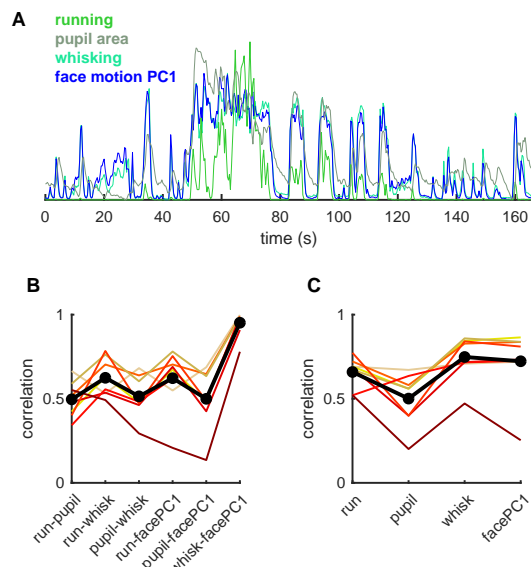 A
running
pupil area
whisking
face motion PC1
0 20 40 60 80 100 120 140 160
time (s)
B
1
0.5
0
correlation
run-pupil
run-whisk
pupil-whisk
run-facePC1
pupil-facePC1
whisk-facePC1
C
1
0.5
0
correlation
run
pupil
whisk
facePC1